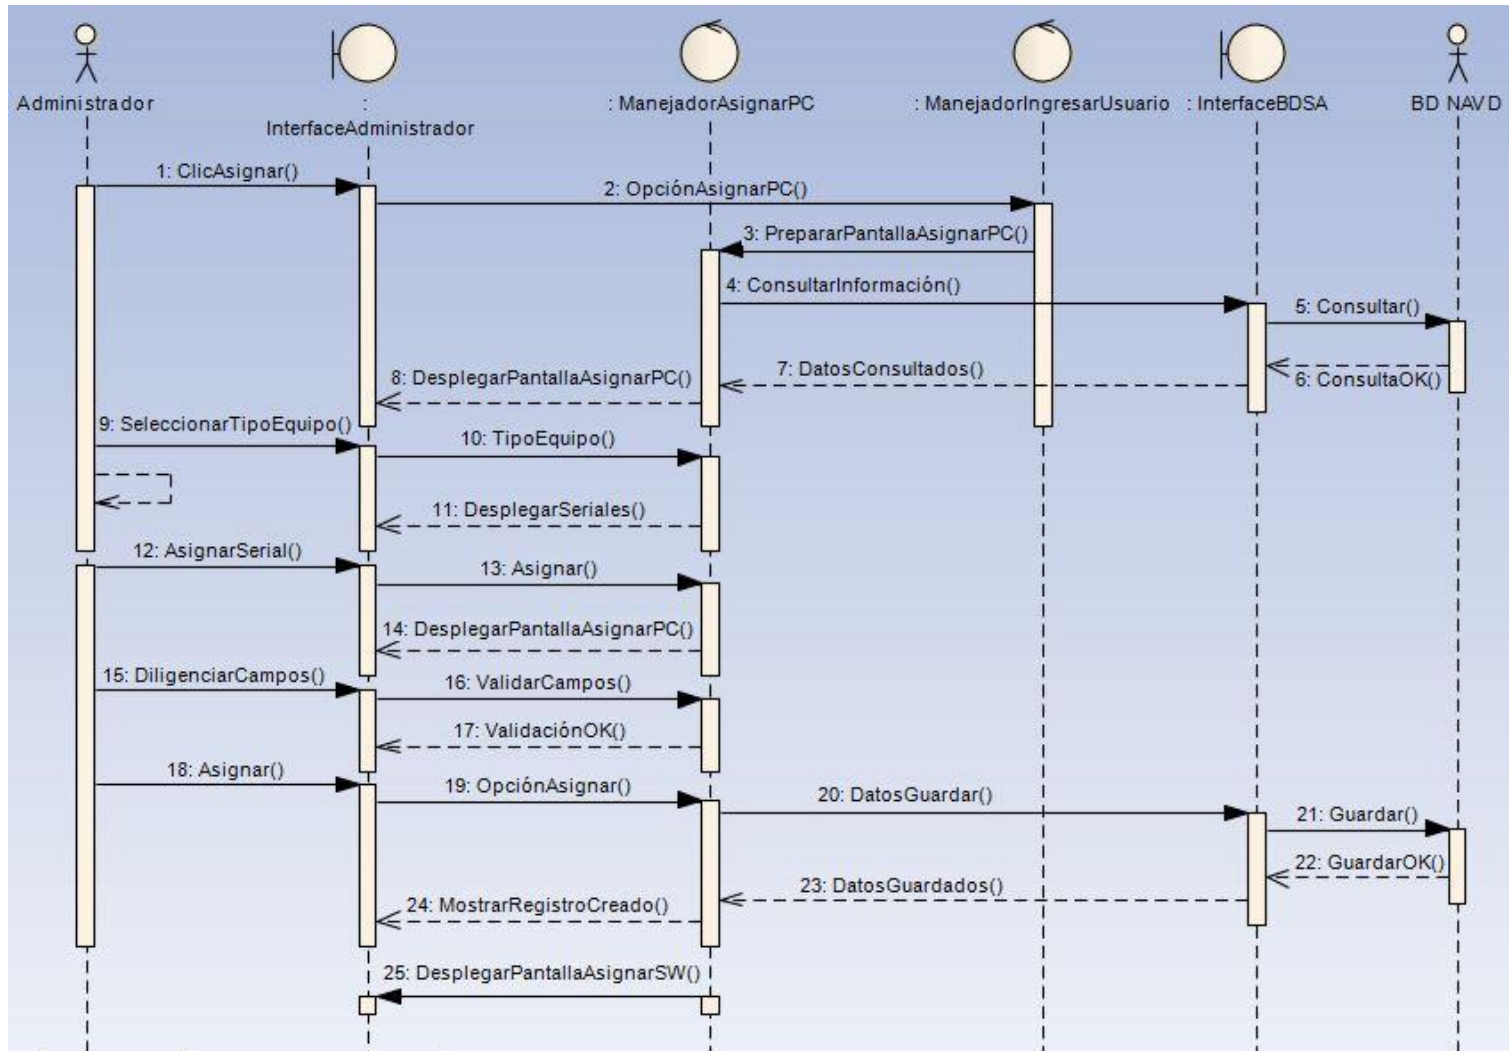 Administrador
:
InterfaceAdministrador
: ManejadorAsignarPC
: ManejadorIngresarUsuario
: InterfaceBDSA
BD NAVD
1: ClicAsignar()
2: OpciónAsignarPC()
3: PrepararPantallaAsignarPC()
4: ConsultarInformación()
5: Consultar()
6: ConsultaOK()
7: DatosConsultados()
8: DesplegarPantallaAsignarPC()
9: SeleccionarTipoEquipo()
10: TipoEquipo()
11: DesplegarSeriales()
12: AsignarSerial()
13: Asignar()
14: DesplegarPantallaAsignarPC()
15: DiligenciarCampos()
16: ValidarCampos()
17: ValidaciónOK()
18: Asignar()
19: OpciónAsignar()
20: DatosGuardar()
21: Guardar()
22: GuardarOK()
23: DatosGuardados()
24: MostrarRegistroCreado()
25: DesplegarPantallaAsignarSW()